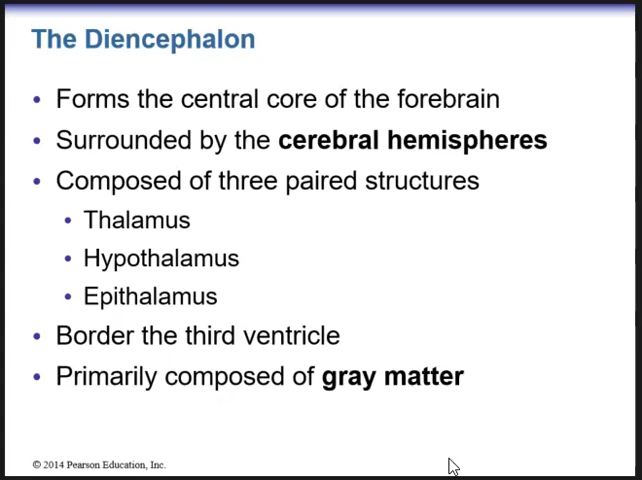 The Diencephalon
• Forms the central core of the forebrain
• Surrounded by the cerebral hemispheres
• Composed of three paired structures
• Thalamus
• Hypothalamus
• Epithalamus
• Border the third ventricle
• Primarily composed of gray matter
© 2014 Pearson Education, Inc.